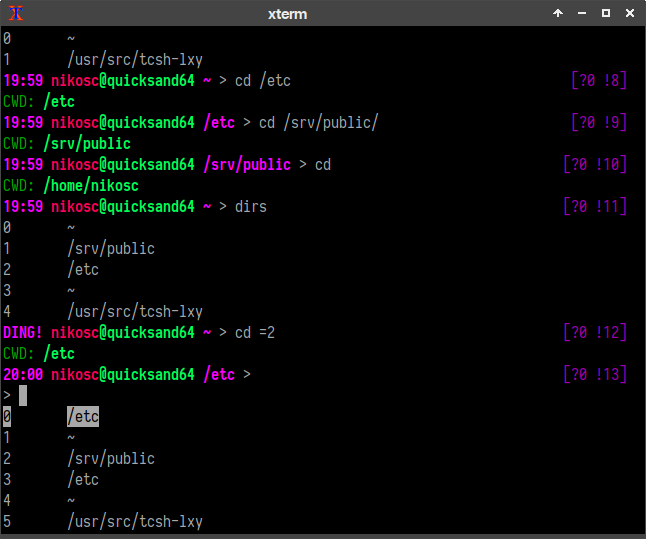 xterm
0 ~
1 /usr/src/tcsh-lxy
19:59 nikosc@quicksand64 ~ > cd /etc [?0 !8]
CWD: /etc
19:59 nikosc@quicksand64 /etc > cd /srv/public/ [?0 !9]
CWD: /srv/public
19:59 nikosc@quicksand64 /srv/public > cd [?0 !10]
CWD: /home/nikosc
19:59 nikosc@quicksand64 ~ > dirs [?0 !11]
0 ~
1 /srv/public
2 /etc
3 ~
4 /usr/src/tcsh-lxy
DING! nikosc@quicksand64 ~ > cd =2 [?0 !12]
CWD: /etc
20:00 nikosc@quicksand64 /etc > [?0 !13]
>
0 /etc
1 ~
2 /srv/public
3 /etc
4 ~
5 /usr/src/tcsh-lxy